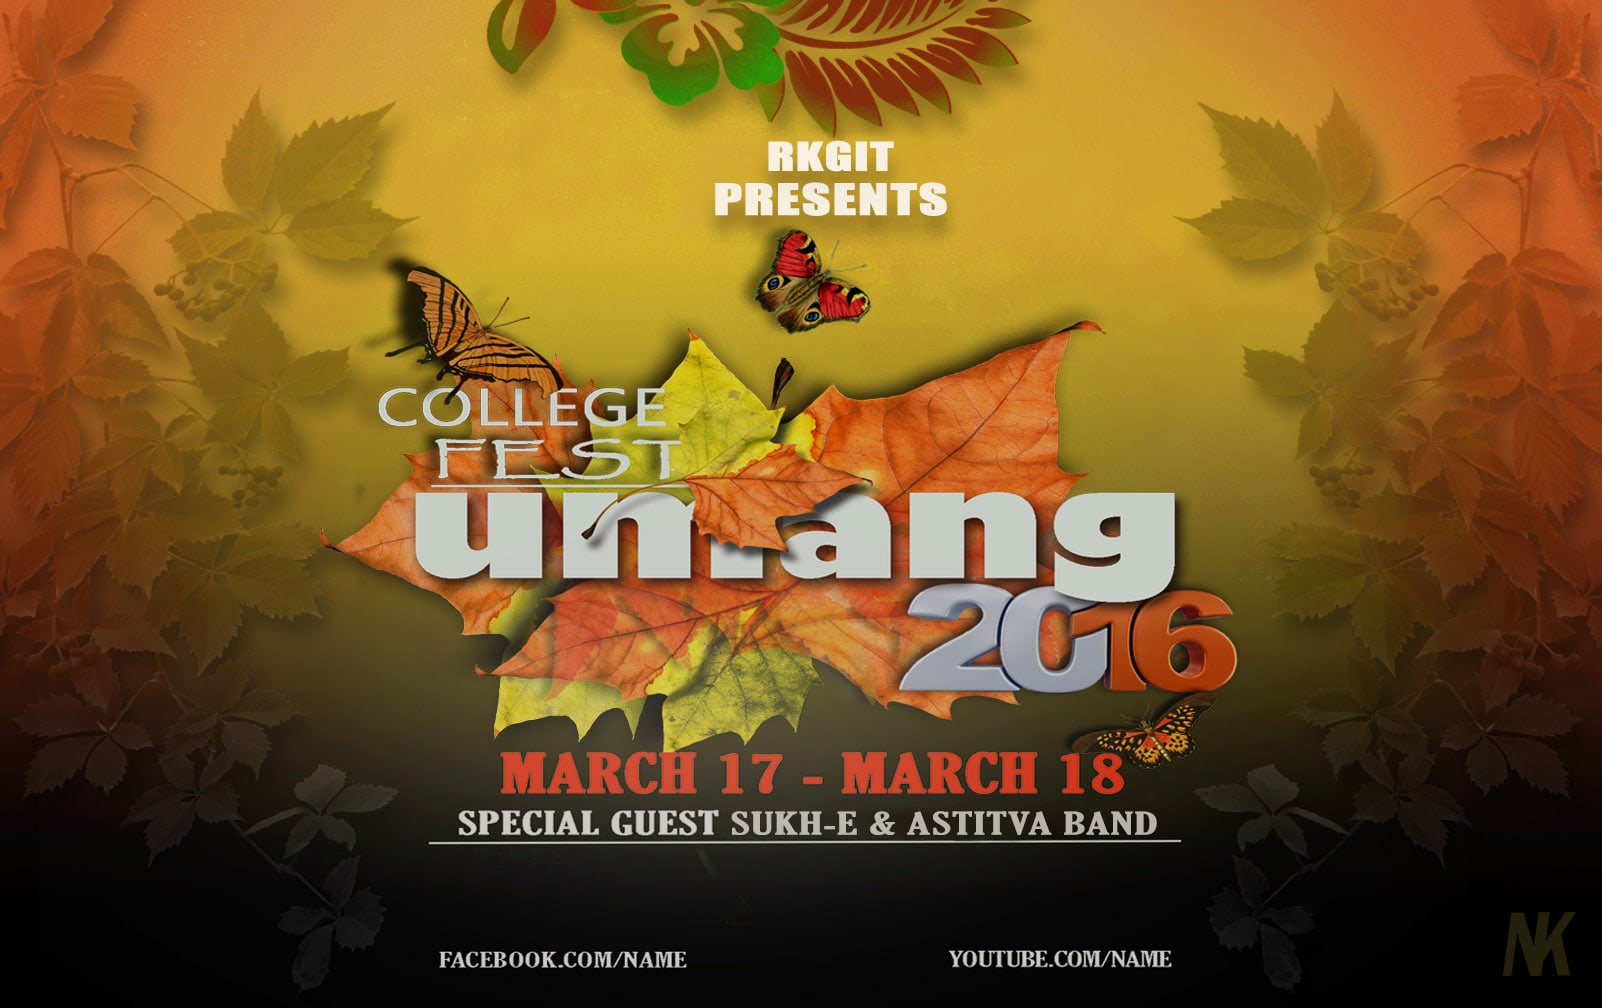 RKGIT
PRESENTS
COLLEGE
FEST
umang
2016
MARCH 17 - MARCH 18
SPECIAL GUEST SUKH-E & ASTITVA BAND
FACEBOOK.COM/NAME
YOUTUBE.COM/NAME
NK